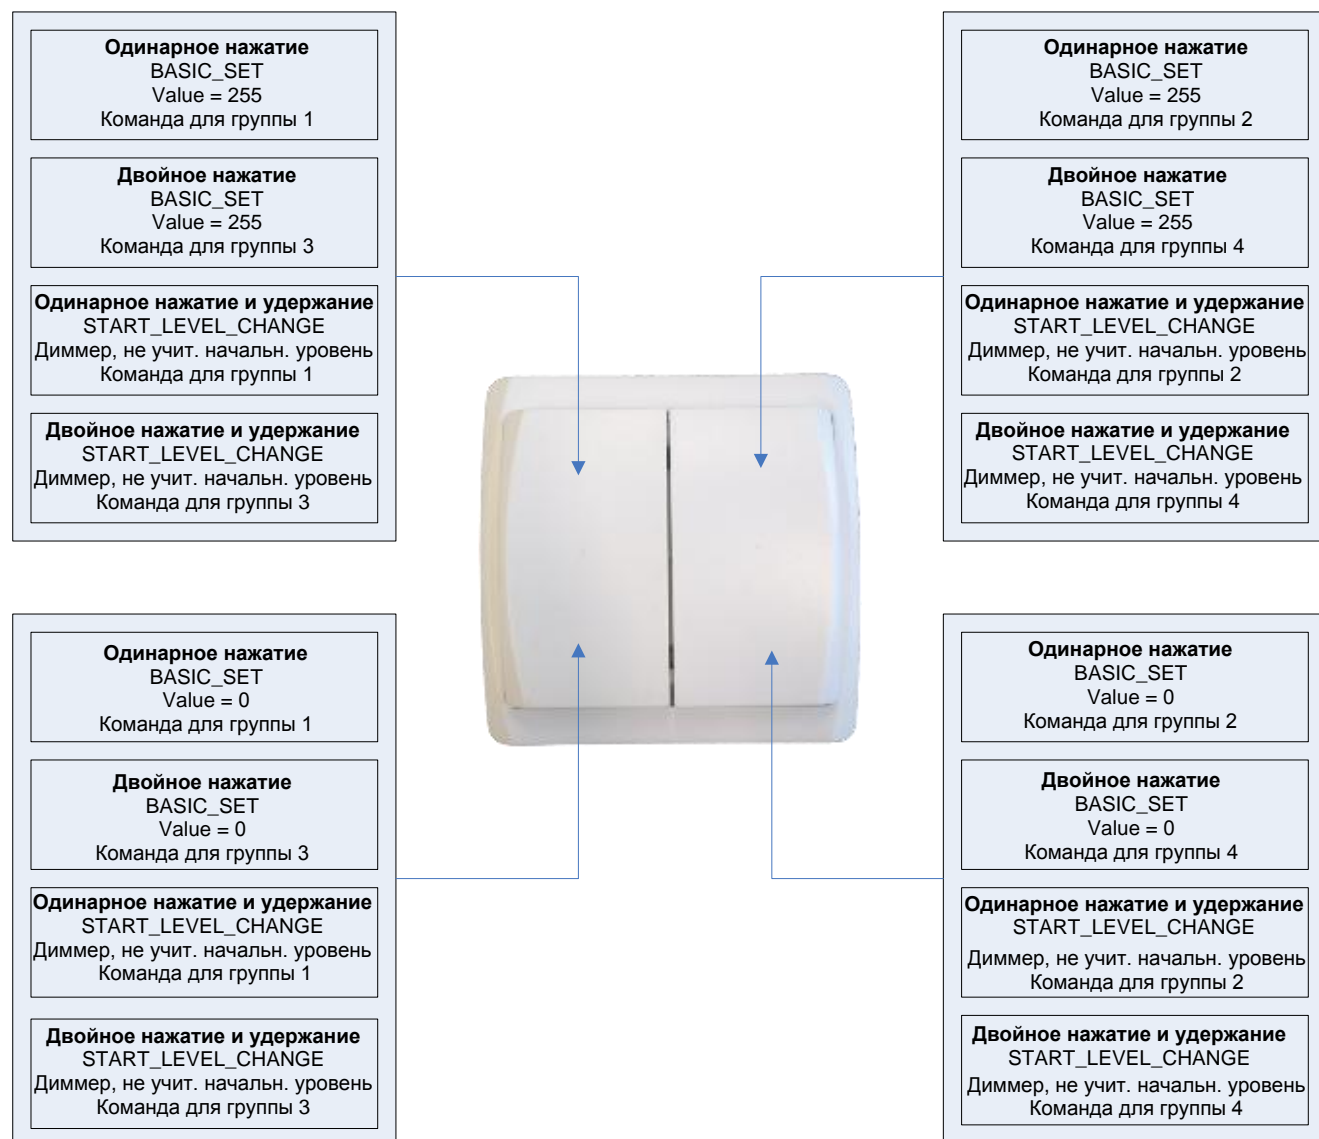 Одинарное нажатие
BASIC_SET
Value = 255
Команда для группы 1
Двойное нажатие
BASIC_SET
Value = 255
Команда для группы 3
Одинарное нажатие и удержание
START_LEVEL_CHANGE
Диммер, не учит. начальн. уровень
Команда для группы 1
Двойное нажатие и удержание
START_LEVEL_CHANGE
Диммер, не учит. начальн. уровень
Команда для группы 3
Одинарное нажатие
BASIC_SET
Value = 255
Команда для группы 2
Двойное нажатие
BASIC_SET
Value = 255
Команда для группы 4
Одинарное нажатие и удержание
START_LEVEL_CHANGE
Диммер, не учит. начальн. уровень
Команда для группы 2
Двойное нажатие и удержание
START_LEVEL_CHANGE
Диммер, не учит. начальн. уровень
Команда для группы 4
Одинарное нажатие
BASIC_SET
Value = 0
Команда для группы 1
Двойное нажатие
BASIC_SET
Value = 0
Команда для группы 3
Одинарное нажатие и удержание
START_LEVEL_CHANGE
Диммер, не учит. начальн. уровень
Команда для группы 1
Двойное нажатие и удержание
START_LEVEL_CHANGE
Диммер, не учит. начальн. уровень
Команда для группы 3
Одинарное нажатие
BASIC_SET
Value = 0
Команда для группы 2
Двойное нажатие
BASIC_SET
Value = 0
Команда для группы 4
Одинарное нажатие и удержание
START_LEVEL_CHANGE
Диммер, не учит. начальн. уровень
Команда для группы 2
Двойное нажатие и удержание
START_LEVEL_CHANGE
Диммер, не учит. начальн. уровень
Команда для группы 4